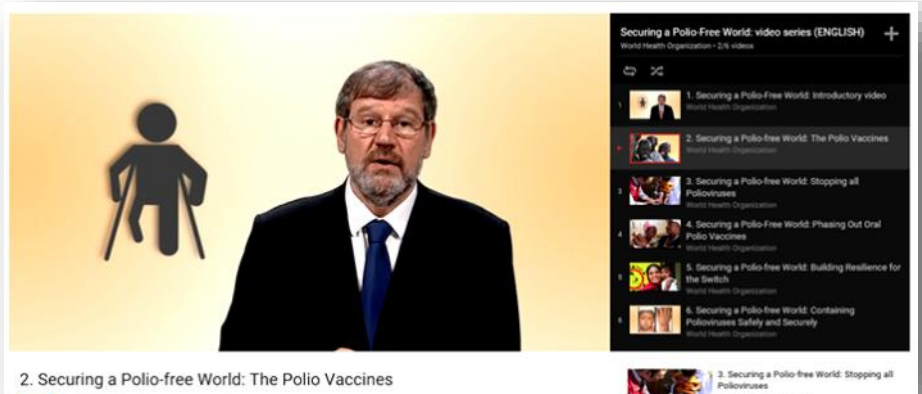 Securing a Polio-Free World: video series (ENGLISH)
World Health Organization - 2/6 videos
1
1. Securing a Polio-Free World: Introductory video
World Health Organization
2. Securing a Polio-free World: The Polio Vaccines
World Health Organization
3
3. Securing a Polio-free World: Stopping all
Polioviruses
World Health Organization
4
4. Securing a Polio-Free World: Phasing Out Oral
Polio Vaccines
World Health Organization
5
5. Securing a Polio-free World: Building Resilience for
the Switch
World Health Organization
6
6. Securing a Polio-free World: Containing
Polioviruses Safely and Securely
World Health Organization
2. Securing a Polio-free World: The Polio Vaccines
3. Securing a Polio-free World: Stopping all
Polioviruses